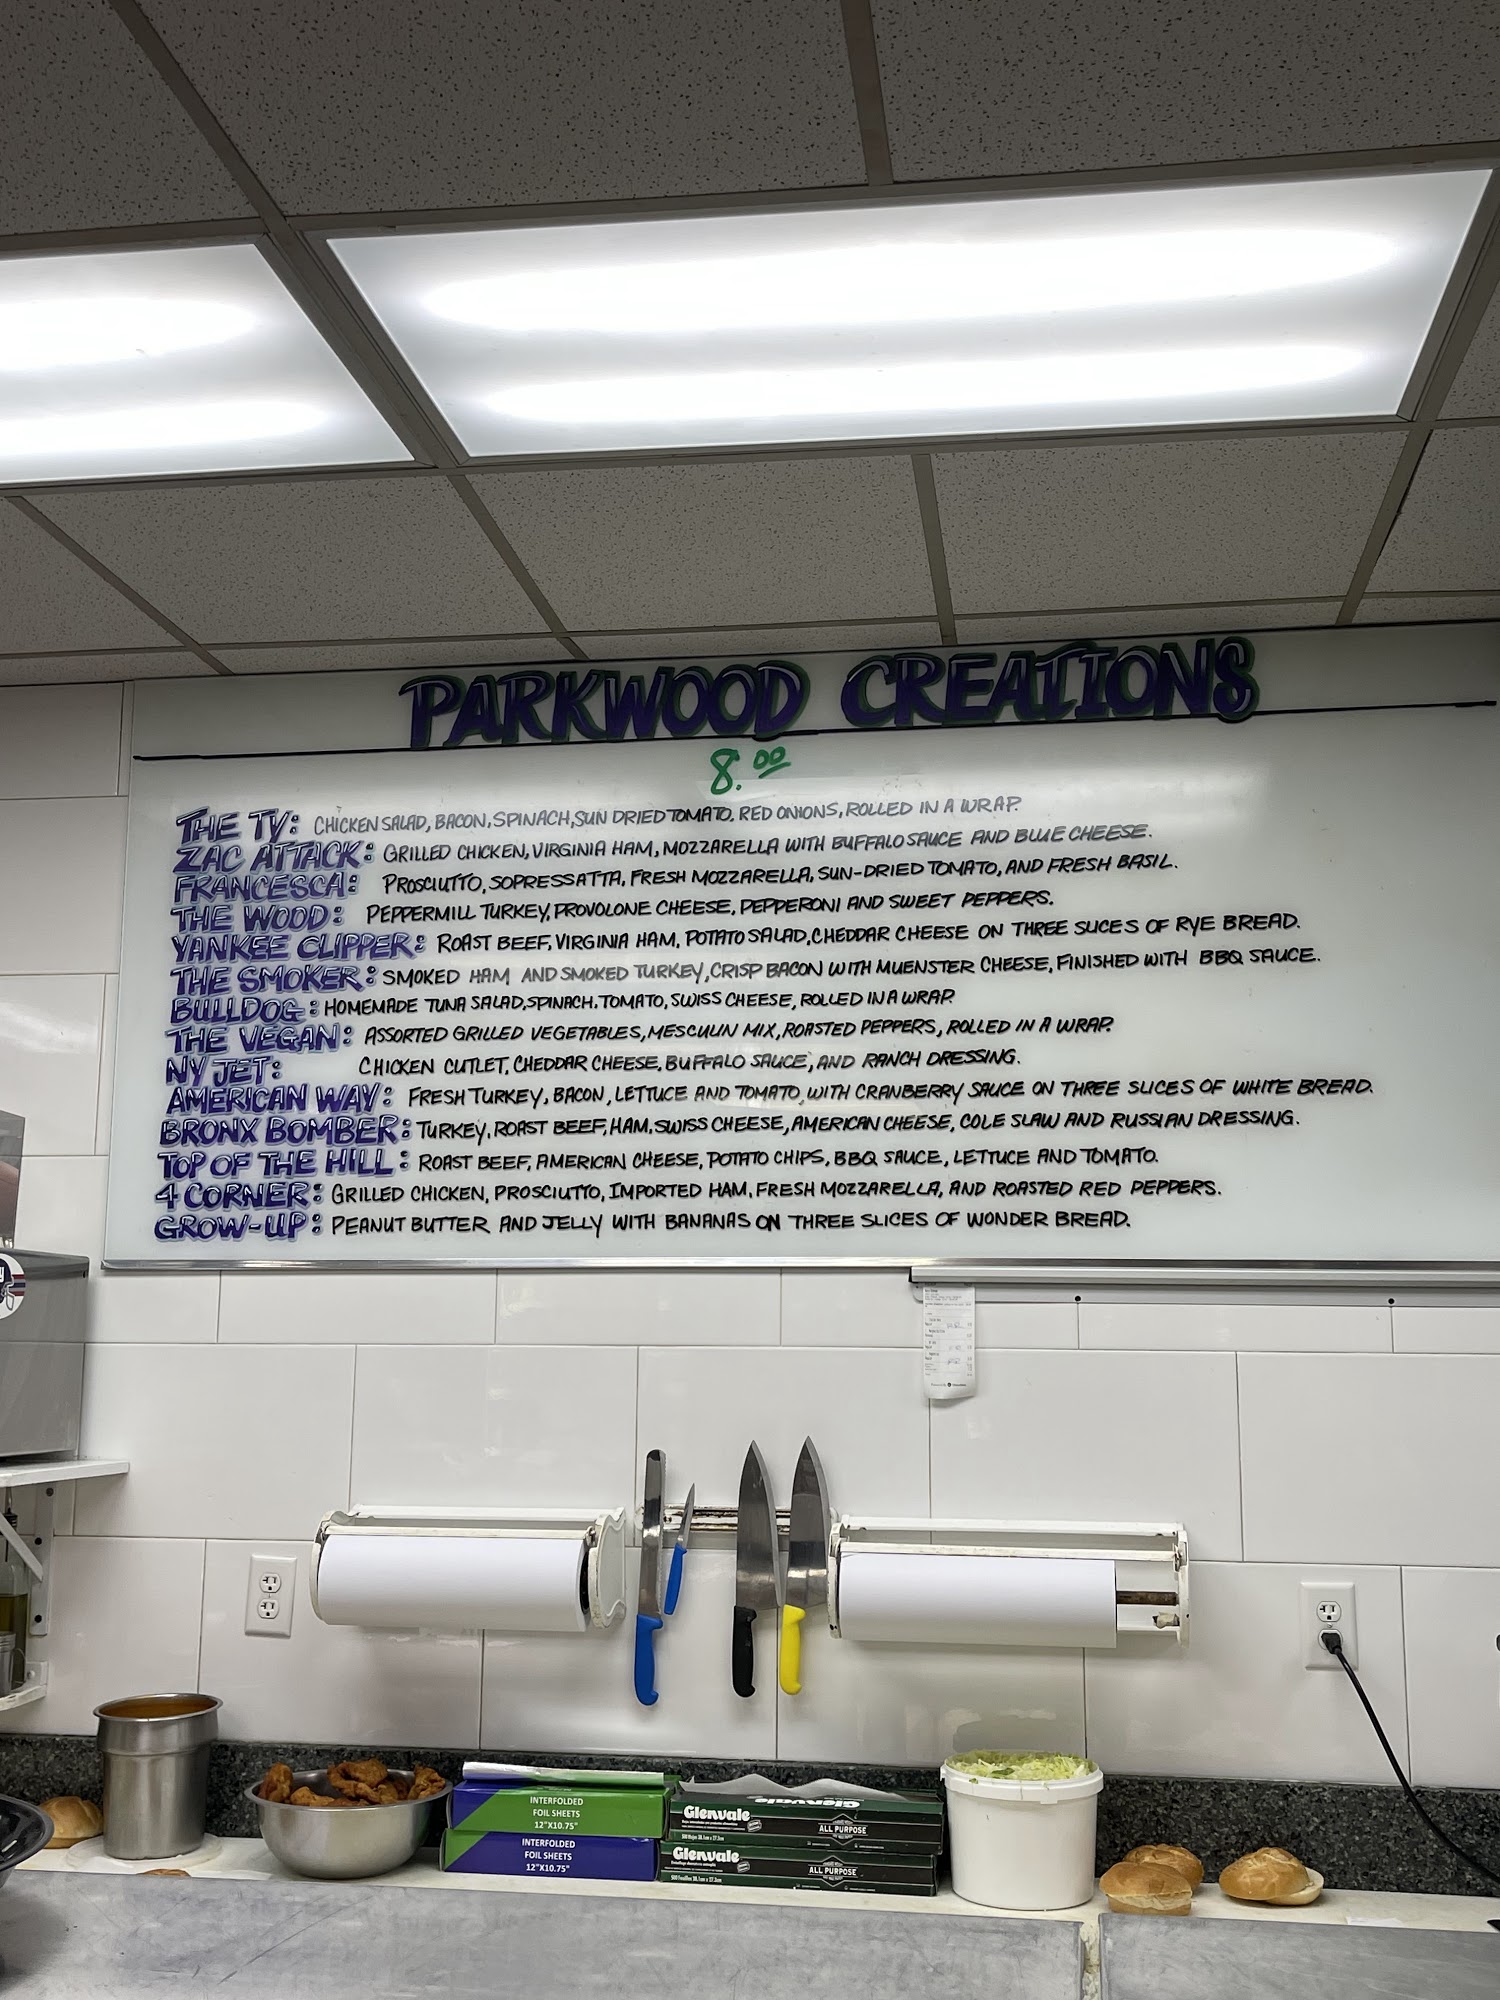 PARKWOOD CREATIONS
8.00
THE TV: CHICKEN SALAD, BACON, SPINACH, SUN DRIED TOMATO, RED ONIONS, ROLLED IN A WRAP.
ZAC ATTACK: GRILLED CHICKEN, VIRGINIA HAM, MOZZARELLA WITH BUFFALO SAUCE AND BLUE CHEESE.
FRANCESCA: PROSCIUTTO, SOPRESSATTA, FRESH MOZZARELLA, SUN-DRIED TOMATO, AND FRESH BASIL.
THE WOOD: PEPPERMILL TURKEY, PROVOLONE CHEESE, PEPPERONI AND SWEET PEPPERS.
YANKEE CLIPPER: ROAST BEEF, VIRGINIA HAM, POTATO SALAD, CHEDDAR CHEESE ON THREE SLICES OF RYE BREAD.
THE SMOKER: SMOKED HAM AND SMOKED TURKEY, CRISP BACON WITH MUENSTER CHEESE, FINISHED WITH BBQ SAUCE.
BULLDOG: HOMEMADE TUNA SALAD, SPINACH. TOMATO, SWISS CHEESE, ROLLED IN A WRAP.
THE VEGAN: ASSORTED GRILLED VEGETABLES, MESCULIN MIX, ROASTED PEPPERS, ROLLED IN A WRAP.
NY JET: CHICKEN CUTLET, CHEDDAR CHEESE, BUFFALO SAUCE, AND RANCH DRESSING.
AMERICAN WAY: FRESH TURKEY, BACON, LETTUCE AND TOMATO, WITH CRANBERRY SAUCE ON THREE SLICES OF WHITE BREAD.
BRONX BOMBER: TURKEY, ROAST BEEF, HAM, SWISS CHEESE, AMERICAN CHEESE, COLE SLAW AND RUSSIAN DRESSING.
TOP OF THE HILL: ROAST BEEF, AMERICAN CHEESE, POTATO CHIPS, BBQ SAUCE, LETTUCE AND TOMATO.
4 CORNER: GRILLED CHICKEN, PROSCIUTTO, IMPORTED HAM, FRESH MOZZARELLA, AND ROASTED RED PEPPERS.
GROW-UP: PEANUT BUTTER AND JELLY WITH BANANAS ON THREE SLICES OF WONDER BREAD.
INTERFOLDED
FOIL SHEETS
12"X10.75"
INTERFOLDED
FOIL SHEETS
12"X10.75"
Glenvale
Glenvale
ALL PURPOSE
Glenvale
ALL PURPOSE